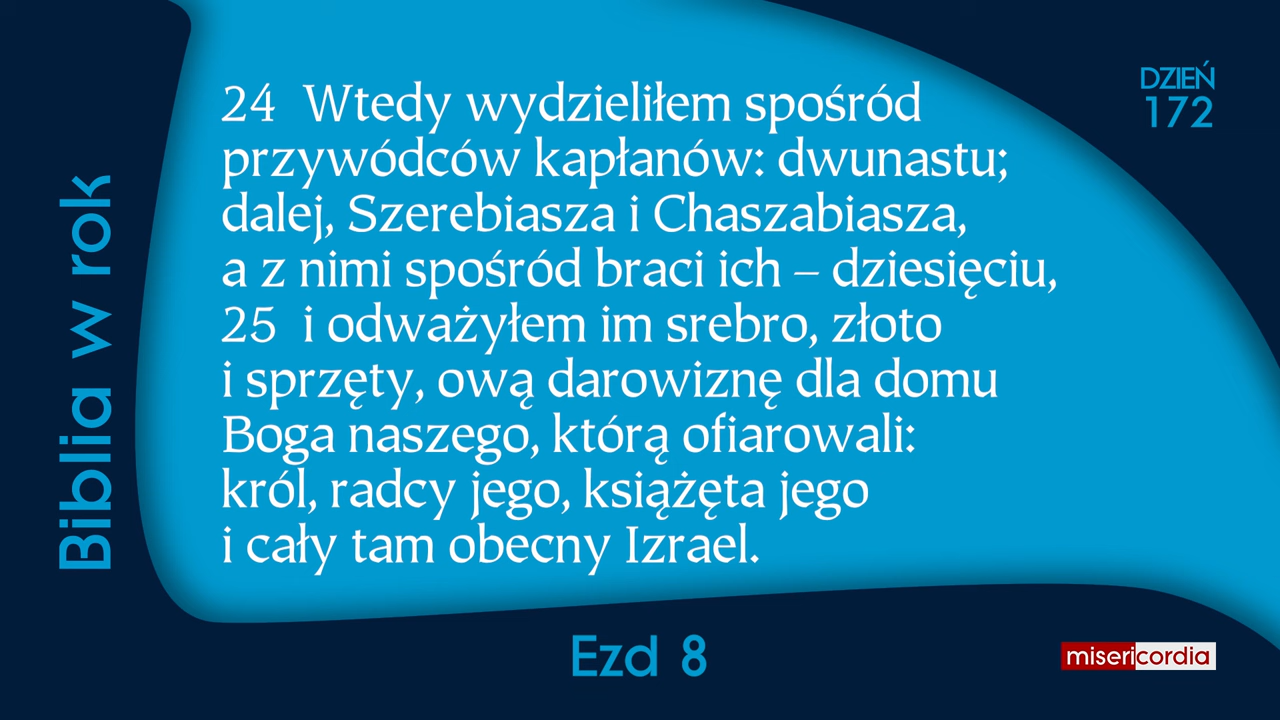 DZIEŃ
172
24 Wtedy wydzieliłem spośród
przywódców kapłanów: dwunastu;
dalej, Szerebiasza i Chaszabiasza,
a z nimi spośród braci ich – dziesięciu,
25 i odważyłem im srebro, złoto
i sprzęty, ową darowiznę dla domu
Boga naszego, którą ofiarowali:
król, radcy jego, książęta jego
i cały tam obecny Izrael.
Biblia w rok
Ezd 8
misericordia